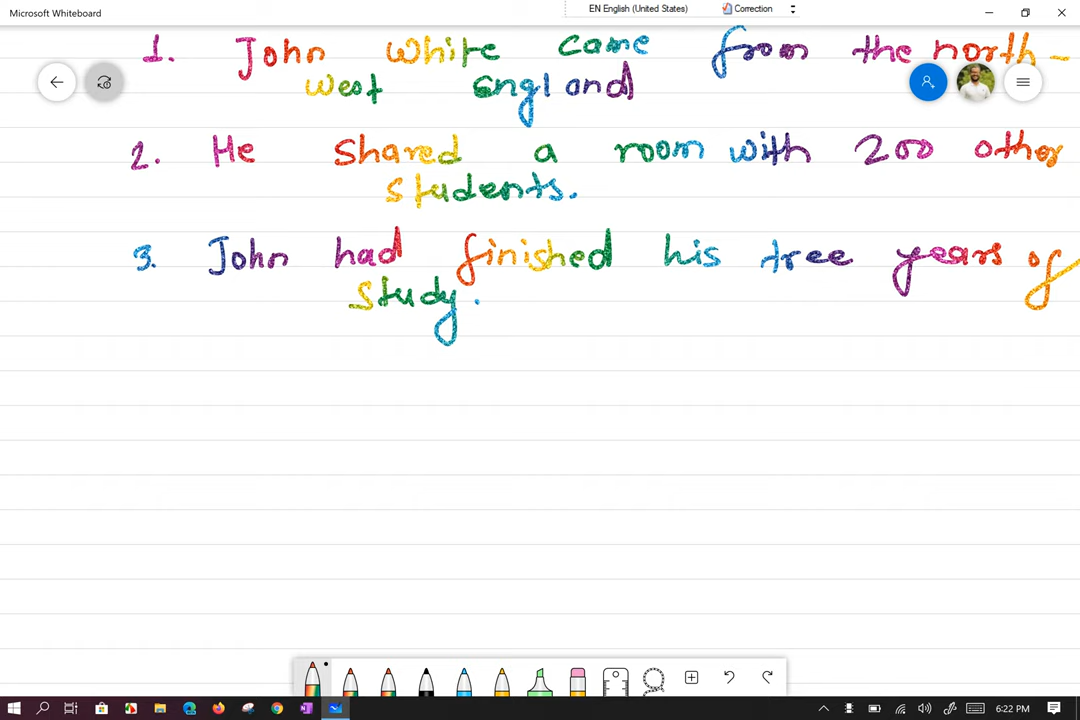 Microsoft Whiteboard
EN English (United States) Correction
1. John White came from the north-
west England
2. He shared a room with 200 other
students.
3. John had finished his tree years of
study.
6:22 PM